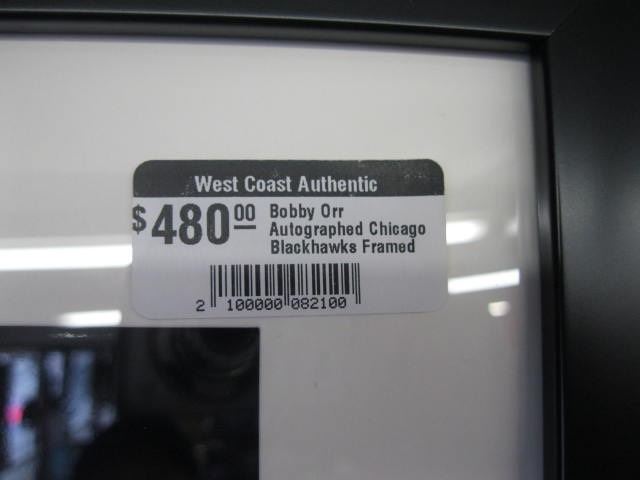 West Coast Authentic
$480.00 Bobby Orr
Autographed Chicago
Blackhawks Framed
2 100000 082100